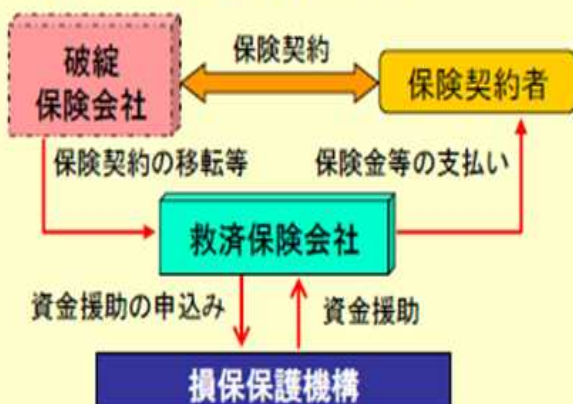 保険契約
破綻
保険会社
保険契約者
保険契約の移転等
保険金等の支払い
救済保険会社
資金援助の申込み
資金援助
損保保護機構